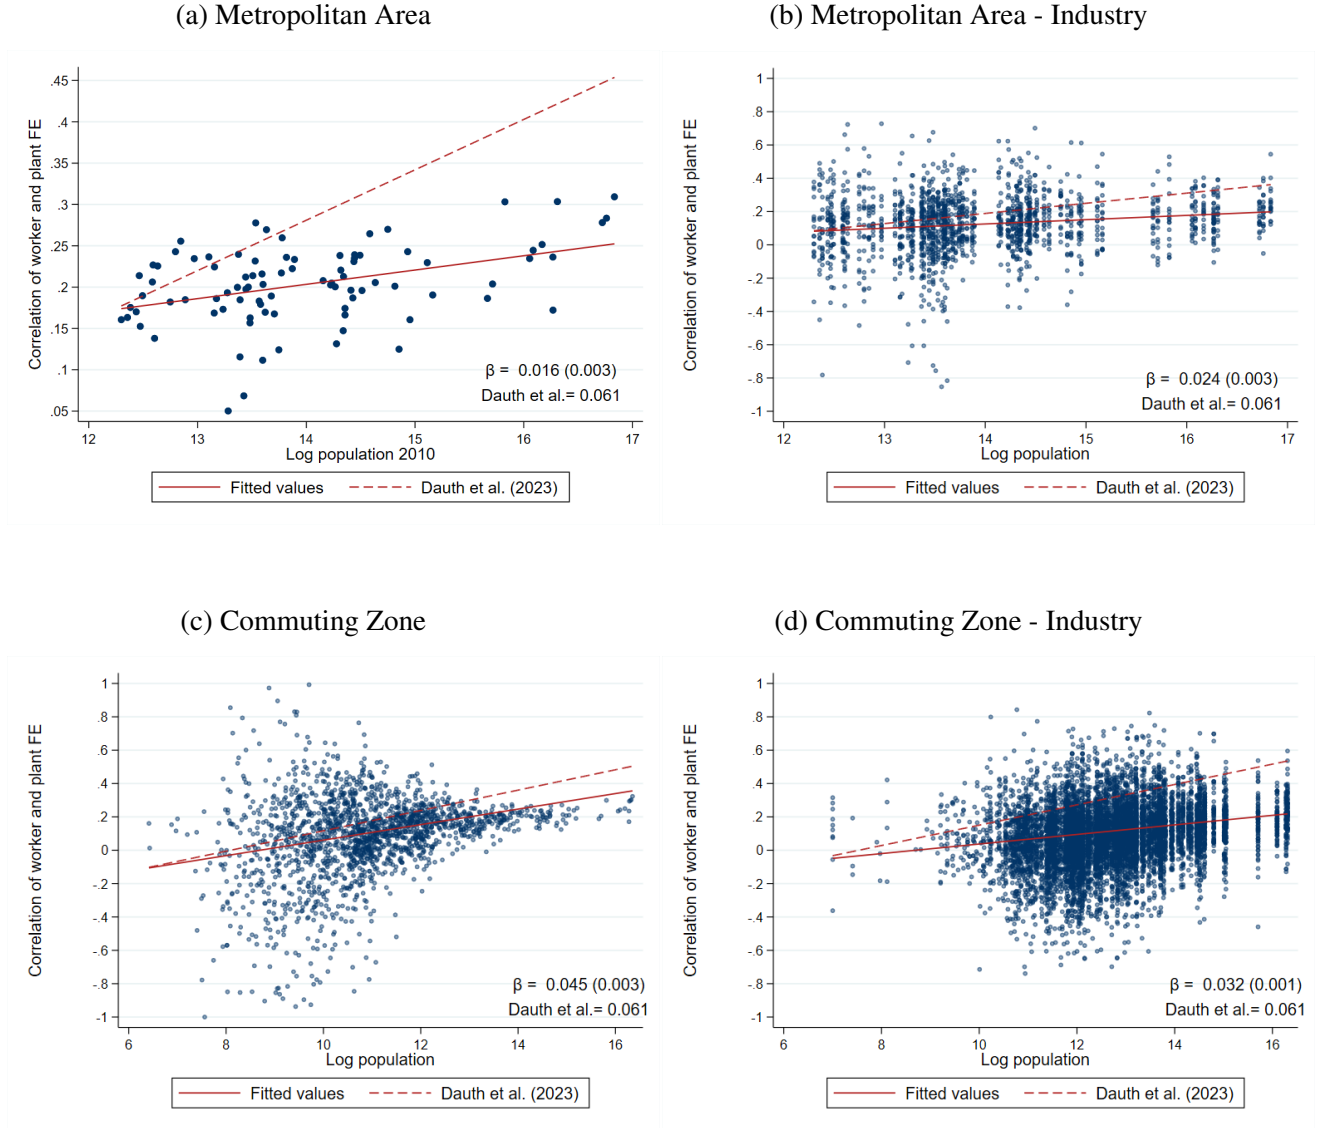 (a) Metropolitan Area
Correlation of worker and plant FE
.45
.4
.35
.3
.25
.2
.15
.1
.05
β = 0.016 (0.003)
Dauth et al.= 0.061
12 13 14 15 16 17
Log population 2010
Fitted values Dauth et al. (2023)
(b) Metropolitan Area - Industry
Correlation of worker and plant FE
1
.8
.6
.4
.2
0
-.2
-.4
-.6
-.8
-1
β = 0.024 (0.003)
Dauth et al.= 0.061
12 13 14 15 16 17
Log population
Fitted values Dauth et al. (2023)
(c) Commuting Zone
Correlation of worker and plant FE
1
.8
.6
.4
.2
0
-.2
-.4
-.6
-.8
-1
β = 0.045 (0.003)
Dauth et al.= 0.061
6 8 10 12 14 16
Log population
Fitted values Dauth et al. (2023)
(d) Commuting Zone - Industry
Correlation of worker and plant FE
1
.8
.6
.4
.2
0
-.2
-.4
-.6
-.8
-1
β = 0.032 (0.001)
Dauth et al.= 0.061
6 8 10 12 14 16
Log population
Fitted values Dauth et al. (2023)